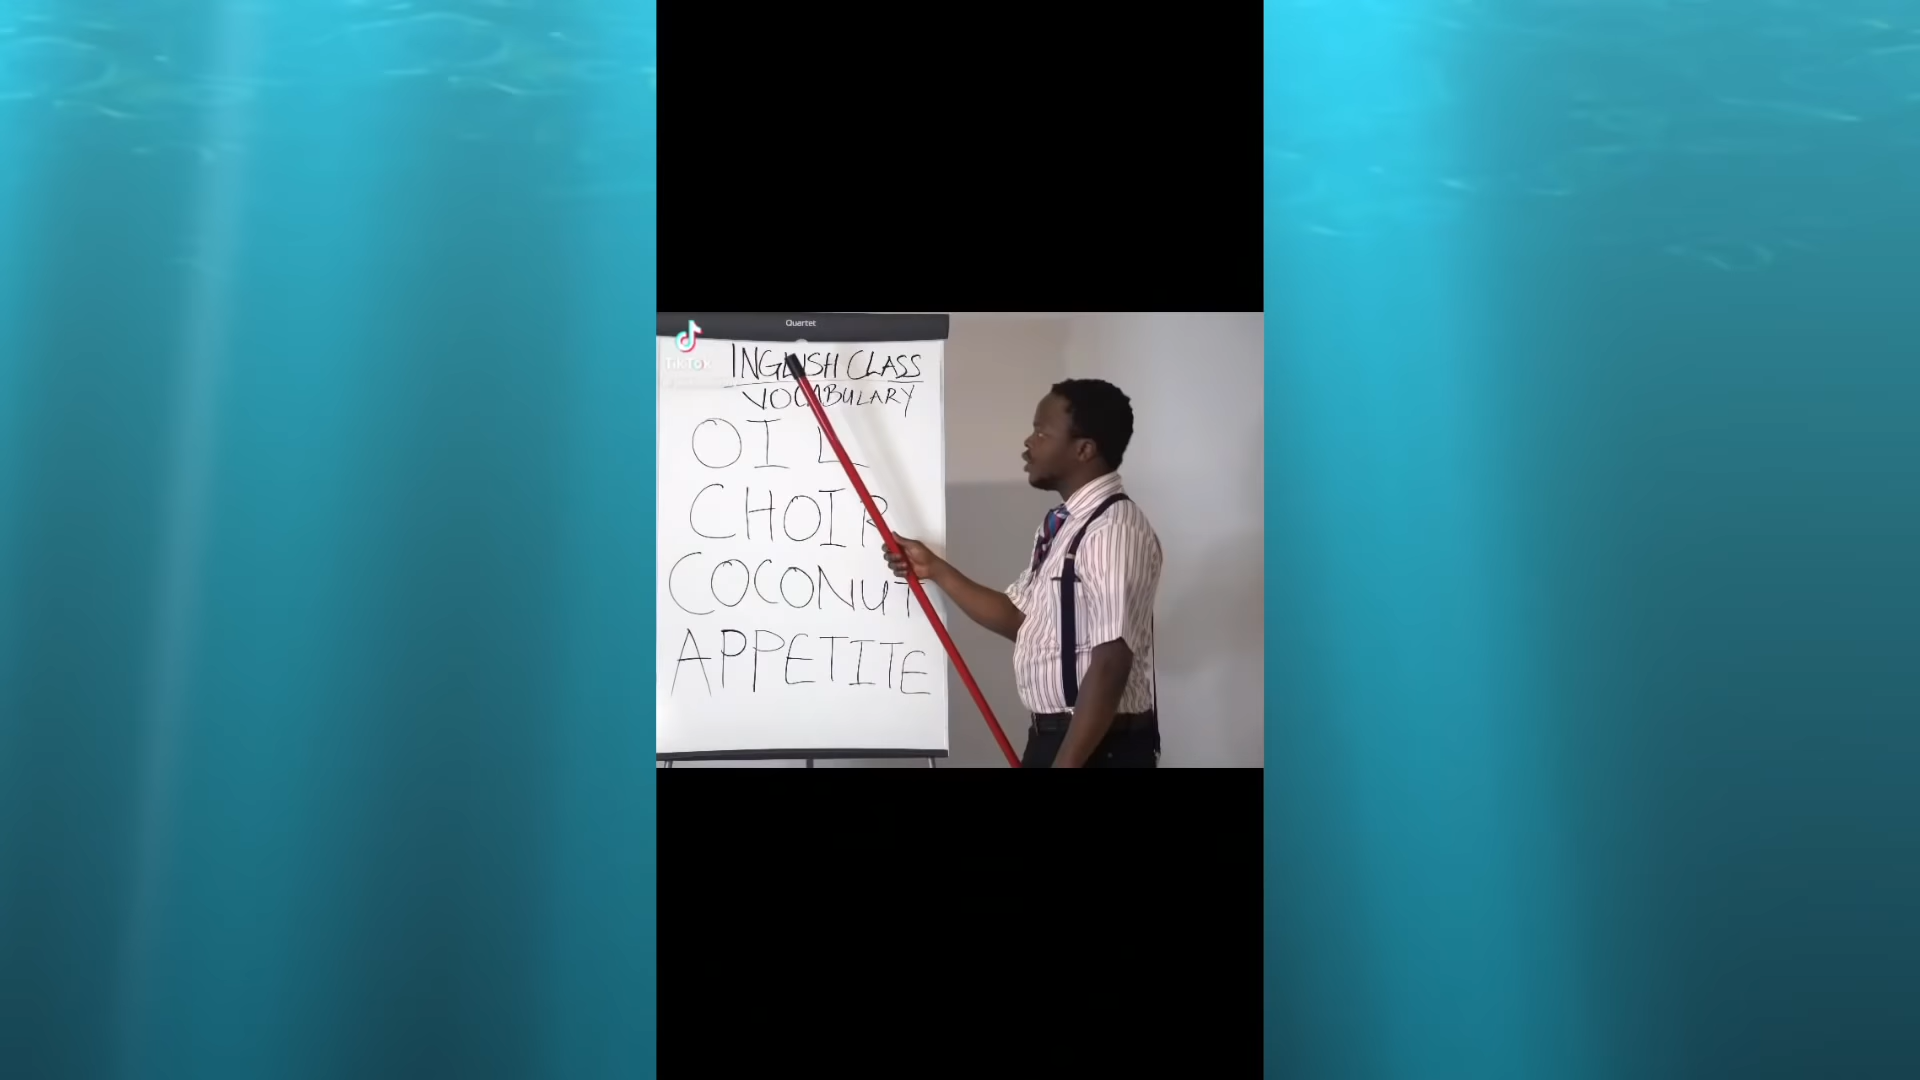 Quartet
TikTok
INGLISH CLASS
VOCABULARY
OIL
CHOIR
COCONUT
APPETITE